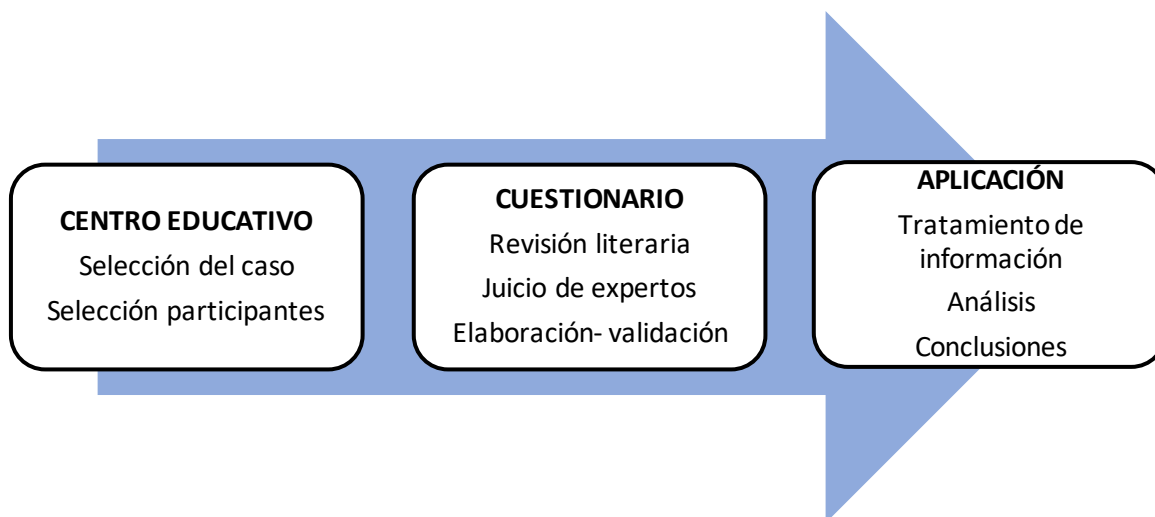 CENTRO EDUCATIVO
Selección del caso
Selección participantes
CUESTIONARIO
Revisión literaria
Juicio de expertos
Elaboración- validación
APLICACIÓN
Tratamiento de
información
Análisis
Conclusiones